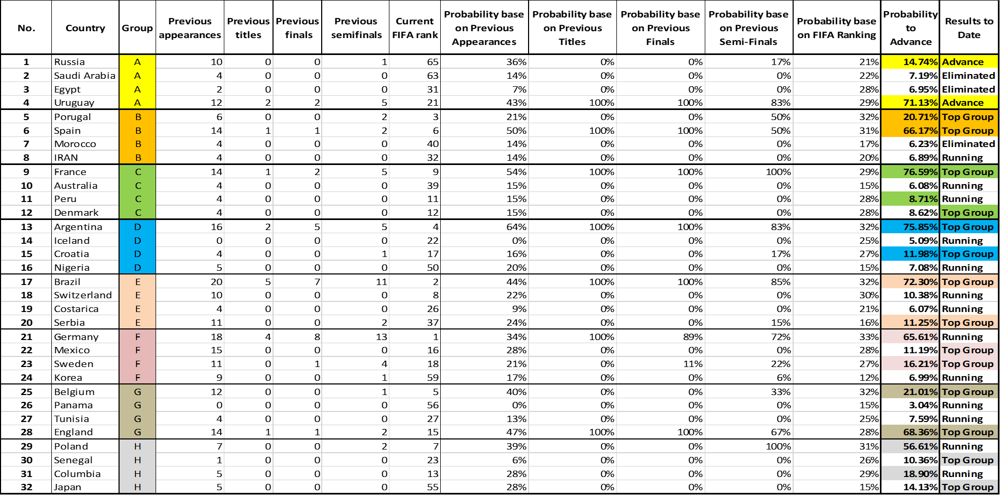 No. Country Group Previous appearances Previous titles Previous finals Previous semifinals Current FIFA rank Probability base on Previous Appearances Probability base on Previous Titles Probability base on Previous Finals Probability base on Previous Semi-Finals Probability base on FIFA Ranking Probability to Advance Results to Date
1 Russia A 10 0 0 1 65 36% 0% 0% 17% 21% 14.74% Advance
2 Saudi Arabia A 4 0 0 0 63 14% 0% 0% 0% 22% 7.19% Eliminated
3 Egypt A 2 0 0 0 31 7% 0% 0% 0% 28% 6.95% Eliminated
4 Uruguay A 12 2 2 5 21 43% 100% 100% 83% 29% 71.13% Advance
5 Porugal B 6 0 0 2 3 21% 0% 0% 50% 32% 20.71% Top Group
6 Spain B 14 1 1 2 6 50% 100% 100% 50% 31% 66.17% Top Group
7 Morocco B 4 0 0 0 40 14% 0% 0% 0% 17% 6.23% Eliminated
8 IRAN B 4 0 0 0 32 14% 0% 0% 0% 20% 6.89% Running
9 France C 14 1 2 5 9 54% 100% 100% 100% 29% 76.59% Top Group
10 Australia C 4 0 0 0 39 15% 0% 0% 0% 15% 6.08% Running
11 Peru C 4 0 0 0 11 15% 0% 0% 0% 28% 8.71% Running
12 Denmark C 4 0 0 0 12 15% 0% 0% 0% 28% 8.62% Top Group
13 Argentina D 16 2 5 5 4 64% 100% 100% 83% 32% 75.85% Top Group
14 Iceland D 0 0 0 0 22 0% 0% 0% 0% 25% 5.09% Running
15 Croatia D 4 0 0 1 17 16% 0% 0% 17% 27% 11.98% Top Group
16 Nigeria D 5 0 0 0 50 20% 0% 0% 0% 15% 7.08% Running
17 Brazil E 20 5 7 11 2 44% 100% 100% 85% 32% 72.30% Top Group
18 Switzerland E 10 0 0 0 8 22% 0% 0% 0% 30% 10.38% Running
19 Costarica E 4 0 0 0 26 9% 0% 0% 0% 21% 6.07% Running
20 Serbia E 11 0 0 2 37 24% 0% 0% 15% 16% 11.25% Top Group
21 Germany F 18 4 8 13 1 34% 100% 89% 72% 33% 65.61% Running
22 Mexico F 15 0 0 0 16 28% 0% 0% 0% 28% 11.19% Top Group
23 Sweden F 11 0 1 4 18 21% 0% 11% 22% 27% 16.21% Top Group
24 Korea F 9 0 0 1 59 17% 0% 0% 6% 12% 6.99% Running
25 Belgium G 12 0 0 1 5 40% 0% 0% 33% 32% 21.01% Top Group
26 Panama G 0 0 0 0 56 0% 0% 0% 0% 15% 3.04% Running
27 Tunisia G 4 0 0 0 27 13% 0% 0% 0% 25% 7.59% Running
28 England G 14 1 1 2 15 47% 100% 100% 67% 28% 68.36% Top Group
29 Poland H 7 0 0 2 7 39% 0% 0% 100% 31% 56.61% Running
30 Senegal H 1 0 0 0 23 6% 0% 0% 0% 26% 10.36% Top Group
31 Columbia H 5 0 0 0 13 28% 0% 0% 0% 29% 18.90% Running
32 Japan H 5 0 0 0 55 28% 0% 0% 0% 15% 14.13% Top Group